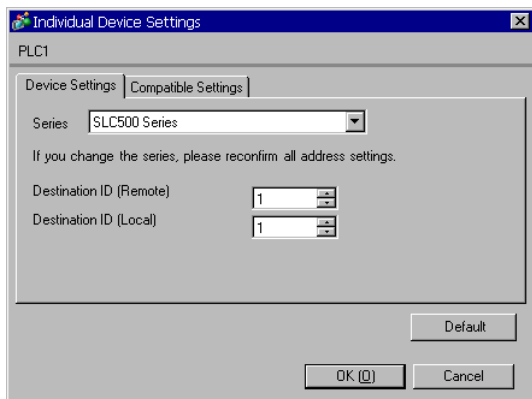 Individual Device Settings
PLC1
Device Settings Compatible Settings
Series SLC500 Series
If you change the series, please reconfirm all address settings.
Destination ID (Remote) 1
Destination ID (Local) 1
Default
OK (O) Cancel